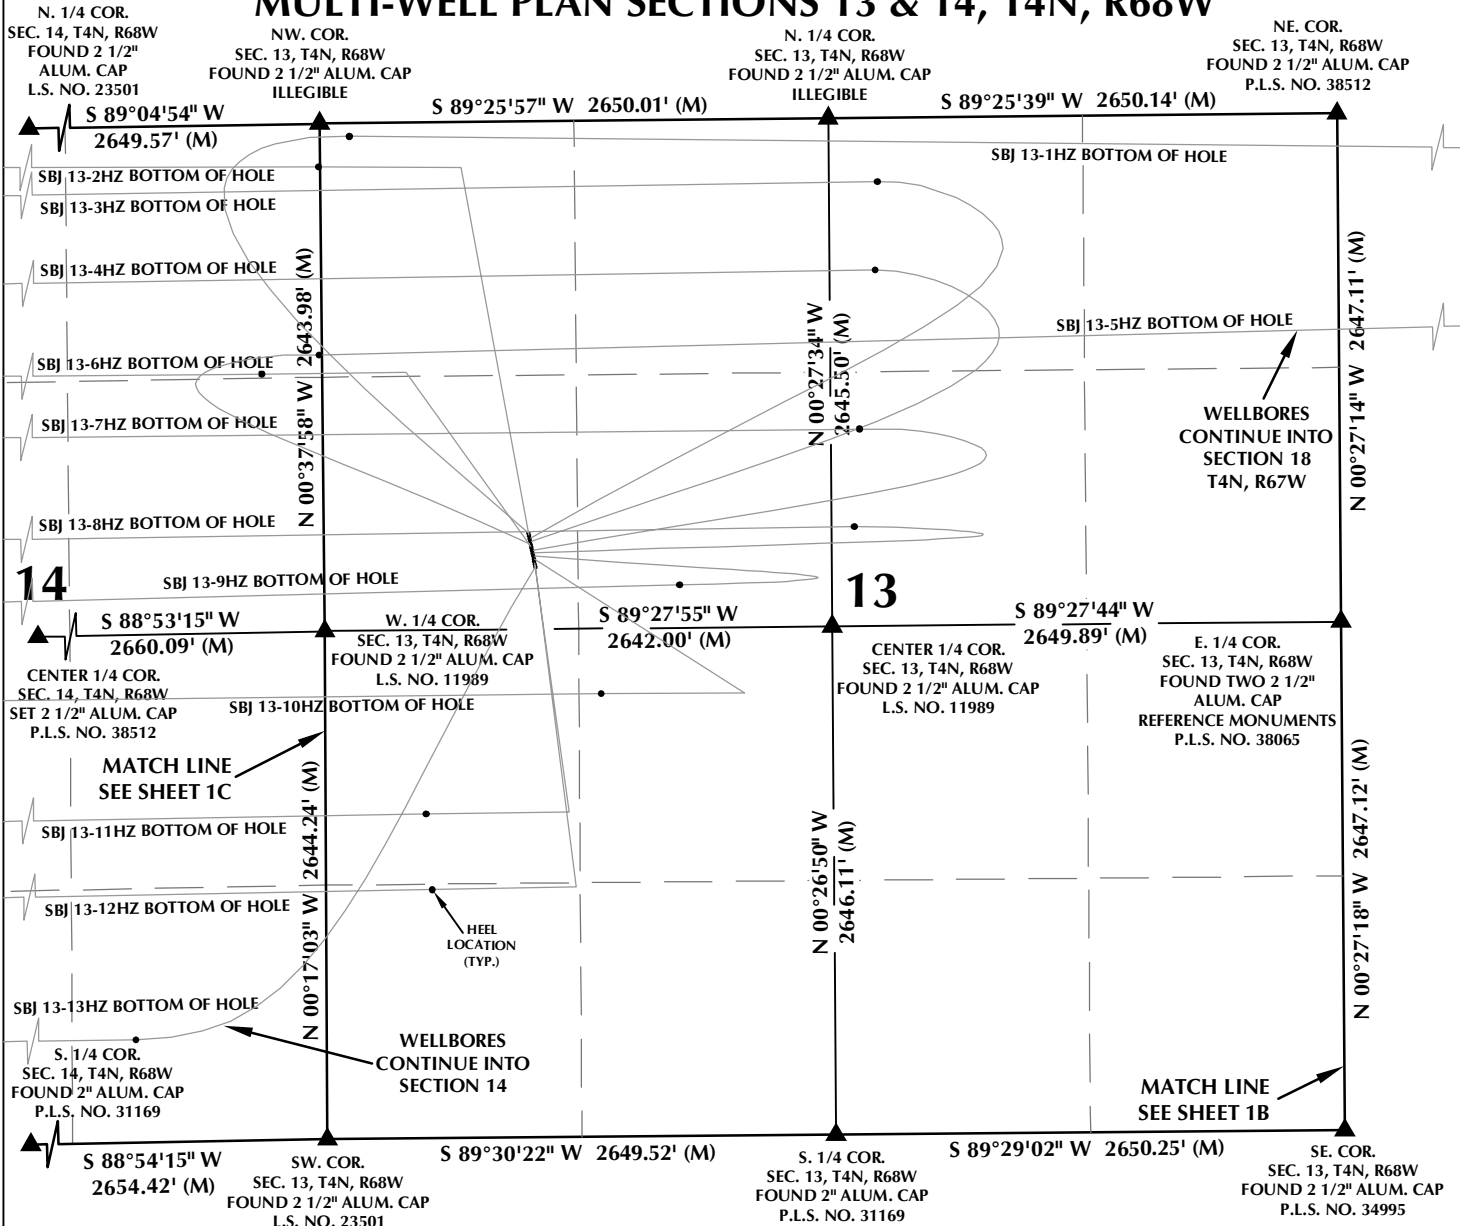 MULTI-WELL PLAN SECTIONS 13 & 14, T4N, R68W
N. 1/4 COR.
SEC. 14, T4N, R68W
FOUND 2 1/2"
ALUM. CAP
L.S. NO. 23501
NW. COR.
SEC. 13, T4N, R68W
FOUND 2 1/2" ALUM. CAP
ILLEGIBLE
N. 1/4 COR.
SEC. 13, T4N, R68W
FOUND 2 1/2" ALUM. CAP
ILLEGIBLE
NE. COR.
SEC. 13, T4N, R68W
FOUND 2 1/2" ALUM. CAP
P.L.S. NO. 38512
S 89°04'54" W
2649.57' (M)
S 89°25'57" W 2650.01' (M)
S 89°25'39" W 2650.14' (M)
SBJ 13-1HZ BOTTOM OF HOLE
SBJ 13-2HZ BOTTOM OF HOLE
SBJ 13-3HZ BOTTOM OF HOLE
SBJ 13-4HZ BOTTOM OF HOLE
SBJ 13-5HZ BOTTOM OF HOLE
SBJ 13-6HZ BOTTOM OF HOLE
SBJ 13-7HZ BOTTOM OF HOLE
N 00°37'58" W 2643.98' (M)
N 00°27'34" W
2645.50' (M)
N 00°27'14" W 2647.11' (M)
WELLBORES
CONTINUE INTO
SECTION 18
T4N, R67W
SBJ 13-8HZ BOTTOM OF HOLE
SBJ 13-9HZ BOTTOM OF HOLE
14
13
S 88°53'15" W
2660.09' (M)
W. 1/4 COR.
SEC. 13, T4N, R68W
FOUND 2 1/2" ALUM. CAP
L.S. NO. 11989
S 89°27'55" W
2642.00' (M)
S 89°27'44" W
2649.89' (M)
CENTER 1/4 COR.
SEC. 14, T4N, R68W
SET 2 1/2" ALUM. CAP
P.L.S. NO. 38512
CENTER 1/4 COR.
SEC. 13, T4N, R68W
FOUND 2 1/2" ALUM. CAP
L.S. NO. 11989
E. 1/4 COR.
SEC. 13, T4N, R68W
FOUND TWO 2 1/2"
ALUM. CAP
REFERENCE MONUMENTS
P.L.S. NO. 38065
SBJ 13-10HZ BOTTOM OF HOLE
MATCH LINE
SEE SHEET 1C
SBJ 13-11HZ BOTTOM OF HOLE
SBJ 13-12HZ BOTTOM OF HOLE
N 00°17'03" W 2644.24' (M)
N 00°26'50" W
2646.11' (M)
N 00°27'18" W 2647.12' (M)
HEEL
LOCATION
(TYP.)
SBJ 13-13HZ BOTTOM OF HOLE
WELLBORES
CONTINUE INTO
SECTION 14
S. 1/4 COR.
SEC. 14, T4N, R68W
FOUND 2" ALUM. CAP
P.L.S. NO. 31169
MATCH LINE
SEE SHEET 1B
S 88°54'15" W
2654.42' (M)
S 89°30'22" W 2649.52' (M)
S 89°29'02" W 2650.25' (M)
SW. COR.
SEC. 13, T4N, R68W
FOUND 2 1/2" ALUM. CAP
L.S. NO. 23501
S. 1/4 COR.
SEC. 13, T4N, R68W
FOUND 2" ALUM. CAP
P.L.S. NO. 31169
SE. COR.
SEC. 13, T4N, R68W
FOUND 2 1/2" ALUM. CAP
P.L.S. NO. 34995